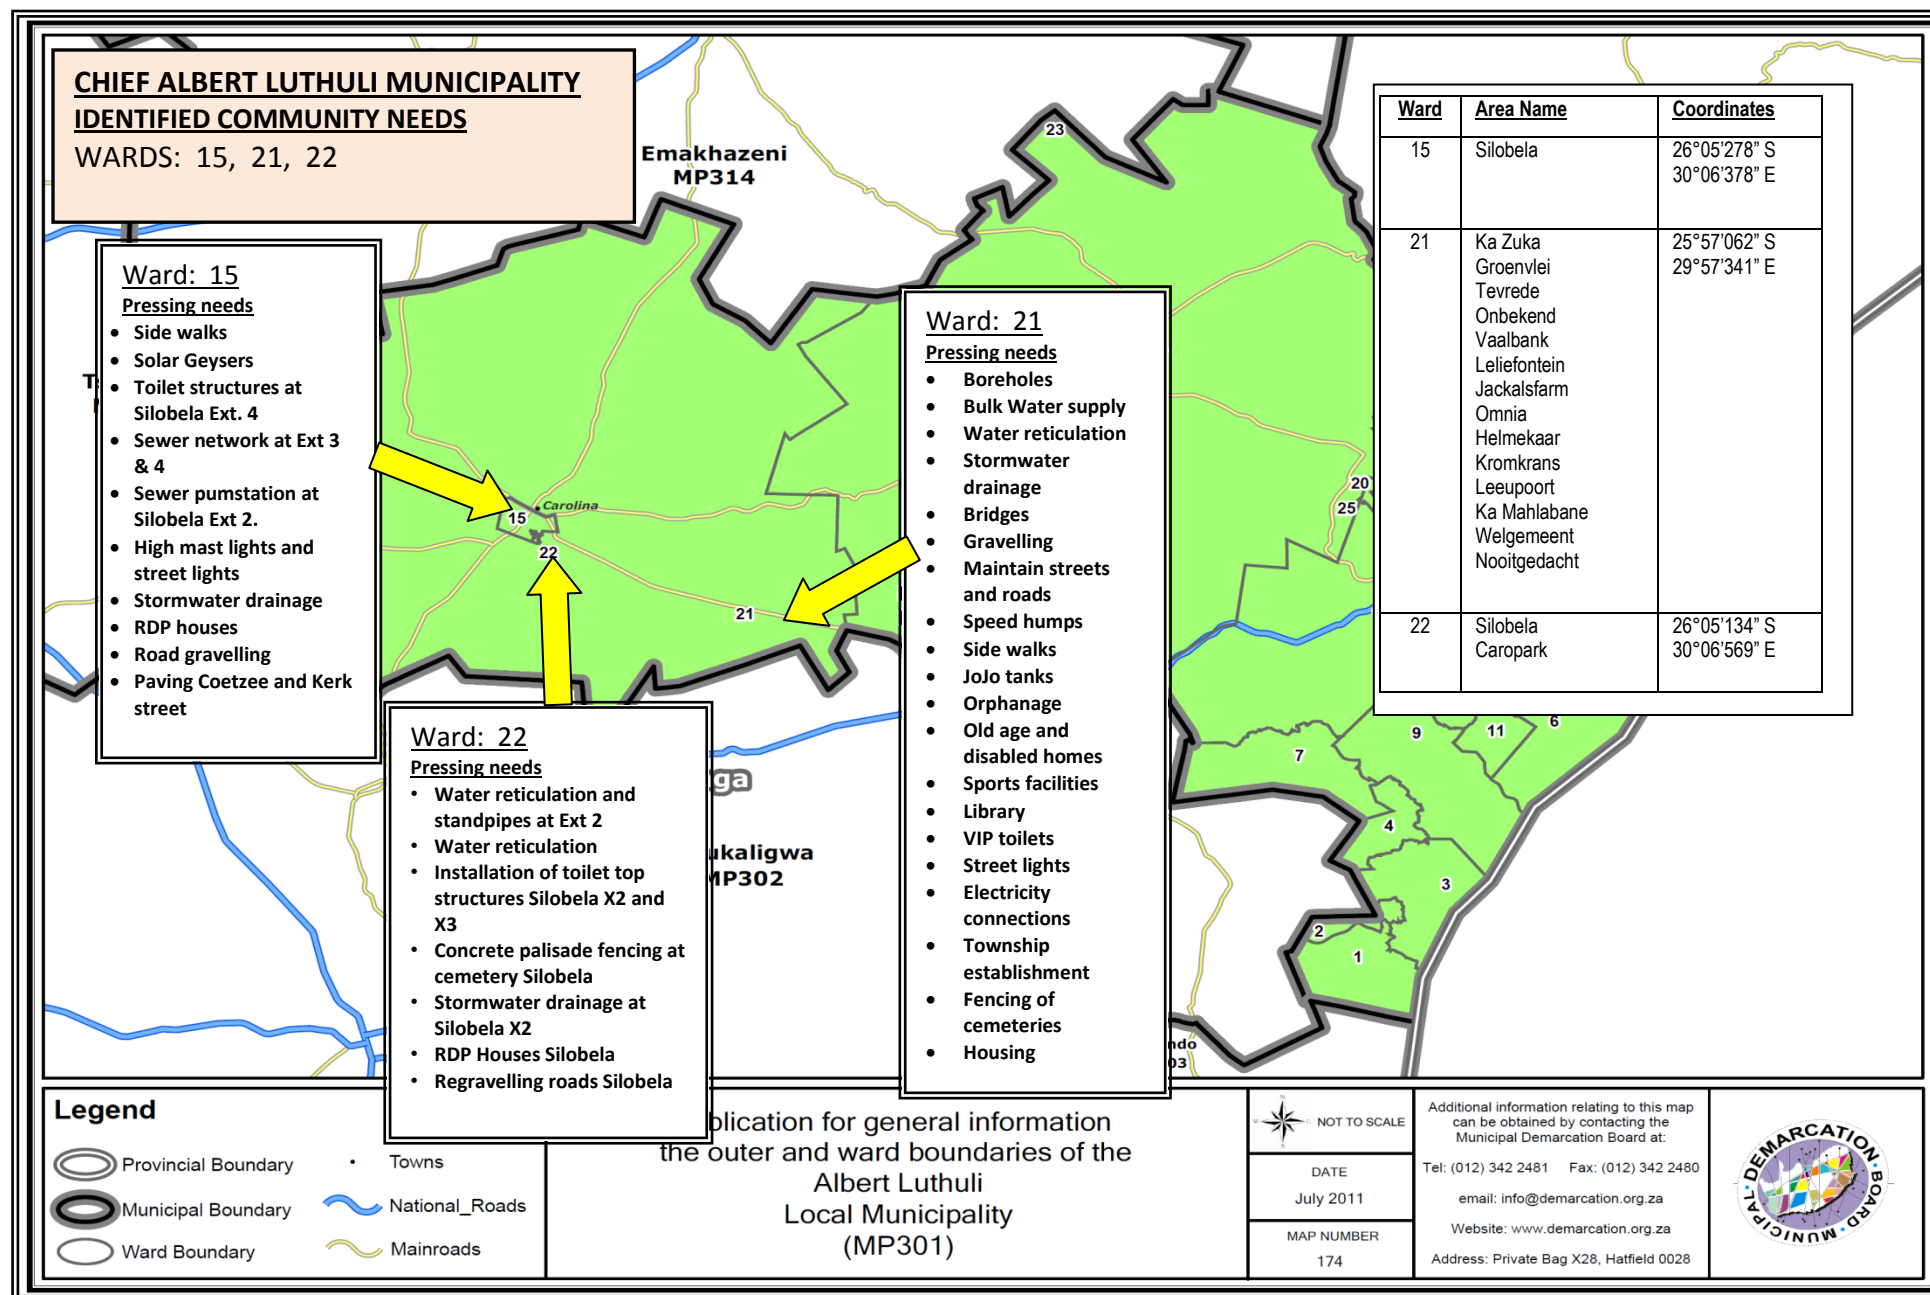 CHIEF ALBERT LUTHULI MUNICIPALITY
IDENTIFIED COMMUNITY NEEDS
WARDS: 15, 21, 22
Emakhazeni
MP314
23
Ward: 15
Pressing needs
• Side walks
• Solar Geysers
• Toilet structures at
Silobela Ext. 4
• Sewer network at Ext 3
& 4
• Sewer pumstation at
Silobela Ext 2.
• High mast lights and
street lights
• Stormwater drainage
• RDP houses
• Road gravelling
• Paving Coetzee and Kerk
street
Carolina
15
22
21
Ward: 22
Pressing needs
• Water reticulation and
standpipes at Ext 2
• Water reticulation
• Installation of toilet top
structures Silobela X2 and
X3
• Concrete palisade fencing at
cemetery Silobela
• Stormwater drainage at
Silobela X2
• RDP Houses Silobela
• Regravelling roads Silobela
ga
ukaligwa
MP302
Ward: 21
Pressing needs
• Boreholes
• Bulk Water supply
• Water reticulation
• Stormwater
drainage
• Bridges
• Gravelling
• Maintain streets
and roads
• Speed humps
• Side walks
• JoJo tanks
• Orphanage
• Old age and
disabled homes
• Sports facilities
• Library
• VIP toilets
• Street lights
• Electricity
connections
• Township
establishment
• Fencing of
cemeteries
• Housing
ndo
03
20
25
7
9
11
6
4
3
2
1
Ward Area Name Coordinates
15 Silobela 26°05'278" S
30°06'378" E
21 Ka Zuka 25°57'062" S
Groenvlei 29°57'341" E
Tevrede
Onbekend
Vaalbank
Leliefontein
Jackalsfarm
Omnia
Helmekaar
Kromkrans
Leeupoort
Ka Mahlabane
Welgemeent
Nooitgedacht
22 Silobela 26°05'134" S
Caropark 30°06'569" E
Legend
Provincial Boundary
Municipal Boundary
Ward Boundary
Towns
National_Roads
Mainroads
blication for general information
the outer and ward boundaries of the
Albert Luthuli
Local Municipality
(MP301)
N
NOT TO SCALE
DATE
July 2011
MAP NUMBER
174
Additional information relating to this map
can be obtained by contacting the
Municipal Demarcation Board at:
Tel: (012) 342 2481 Fax: (012) 342 2480
email: info@demarcation.org.za
Website: www.demarcation.org.za
Address: Private Bag X28, Hatfield 0028
MUNICIPAL • DEMARCATION • BOARD •